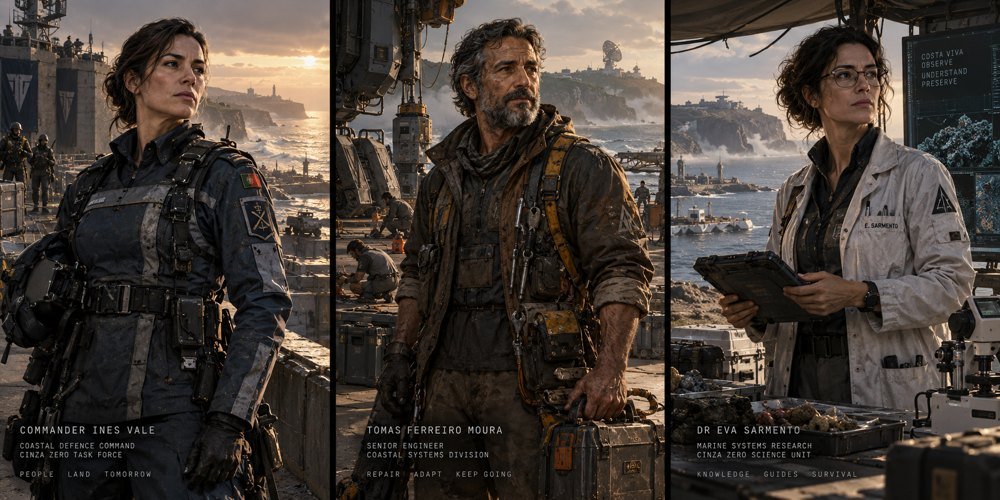 COMMANDER INES VALE
COASTAL DEFENCE COMMAND
CINZA ZERO TASK FORCE
PEOPLE LAND TOMORROW
TOMAS FERREIRO MOURA
SENIOR ENGINEER
COASTAL SYSTEMS DIVISION
REPAIR ADAPT KEEP GOING
COSTA VIVA
OBSERVE
UNDERSTAND
PRESERVE
E. SARMENTO
DR EVA SARMENTO
MARINE SYSTEMS RESEARCH
CINZA ZERO SCIENCE UNIT
KNOWLEDGE GUIDES SURVIVAL